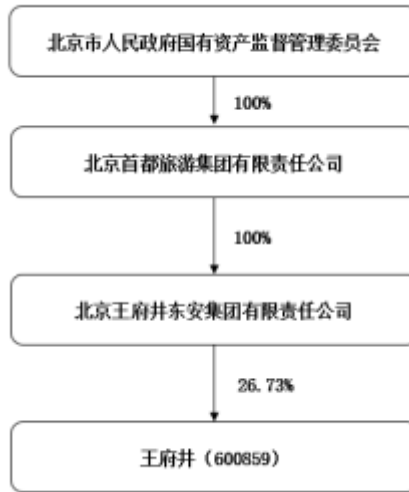 北京市人民政府国有资产监督管理委员会
100%
北京首都旅游集团有限责任公司
100%
北京王府井东安集团有限责任公司
26.73%
王府井（600859）